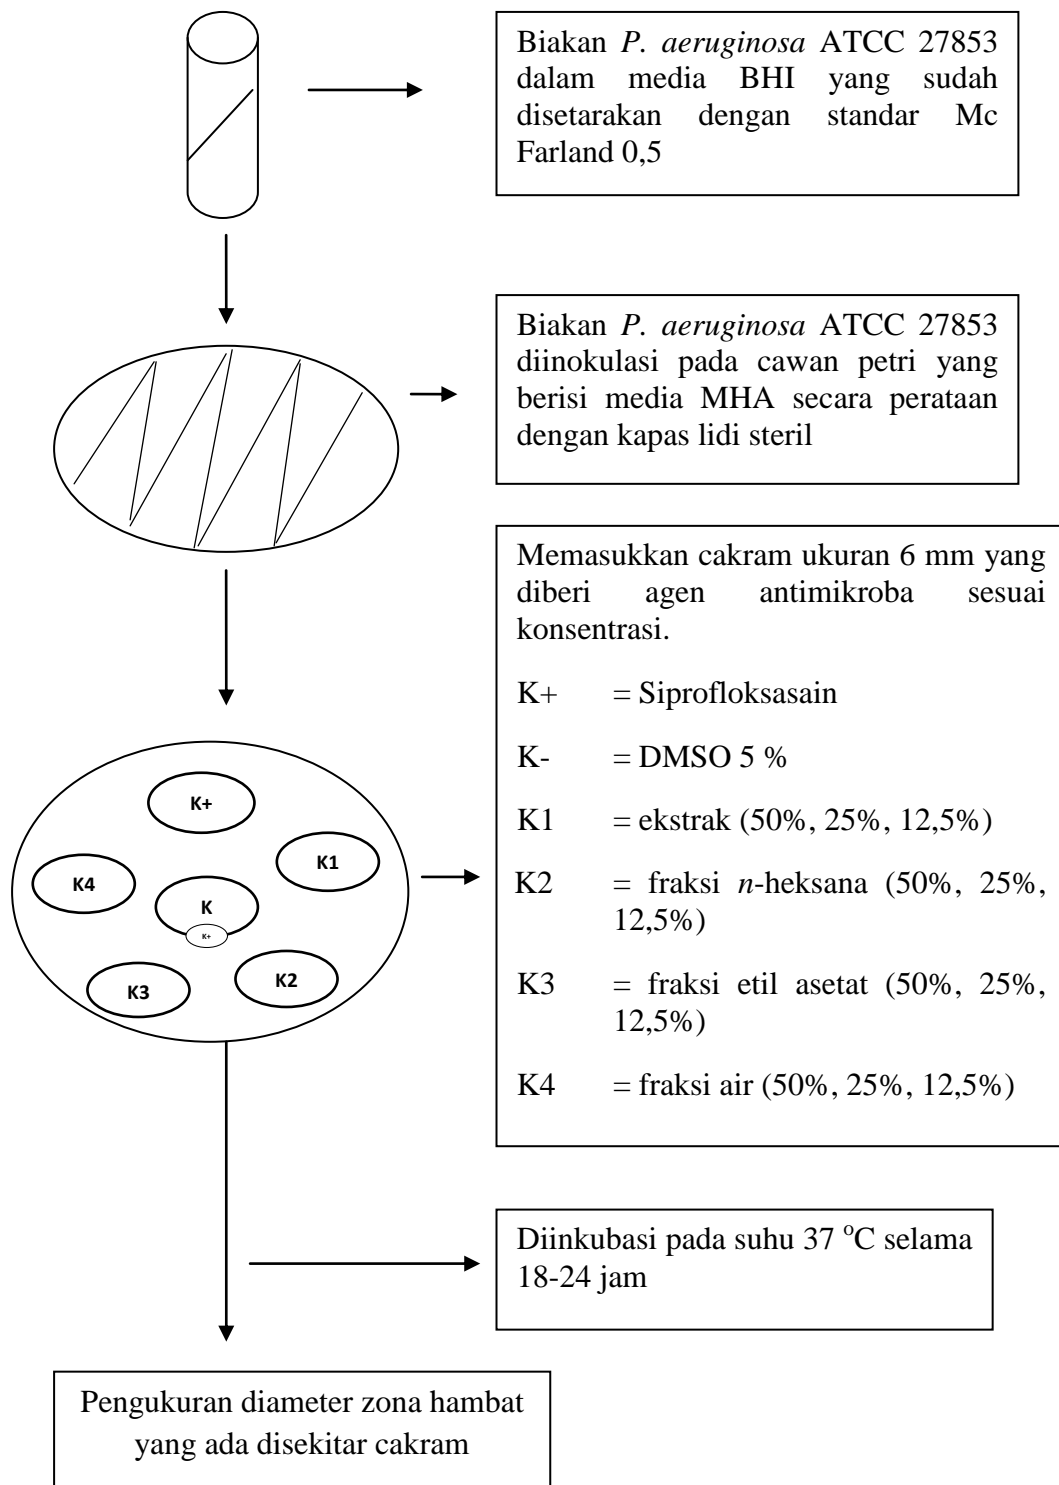 Biakan P. aeruginosa ATCC 27853
dalam media BHI yang sudah
disetarakan dengan standar Mc
Farland 0,5
Biakan P. aeruginosa ATCC 27853
diinokulasi pada cawan petri yang
berisi media MHA secara perataan
dengan kapas lidi steril
Memasukkan cakram ukuran 6 mm yang
diberi agen antimikroba sesuai
konsentrasi.
K+ = Siprofloksasain
K- = DMSO 5 %
K1 = ekstrak (50%, 25%, 12,5%)
K2 = fraksi n-heksana (50%, 25%,
12,5%)
K3 = fraksi etil asetat (50%, 25%,
12,5%)
K4 = fraksi air (50%, 25%, 12,5%)
K+
K1
K4
K
K+
K2
K3
Diinkubasi pada suhu 37 °C selama
18-24 jam
Pengukuran diameter zona hambat
yang ada disekitar cakram